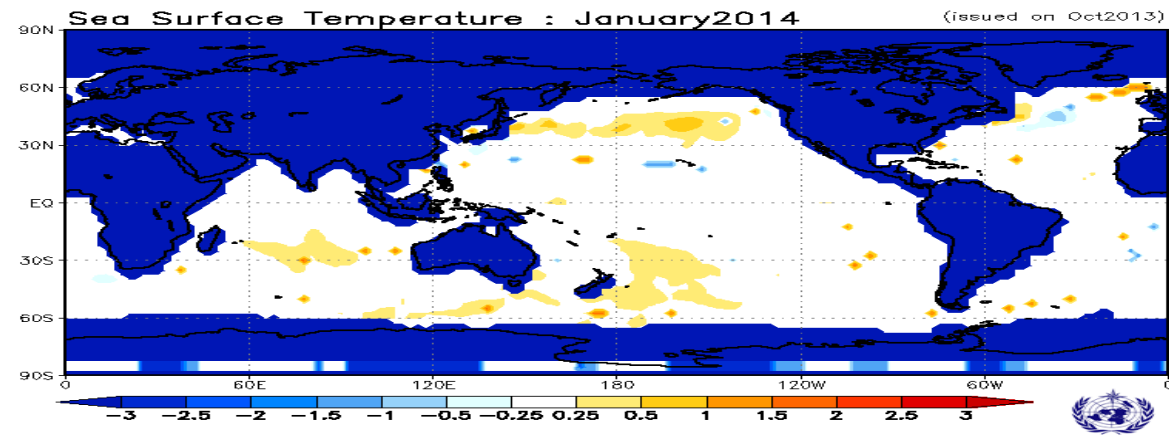 Sea Surface Temperature : January2014
(issued on Oct2013)
90N
60N
30N
EQ
30S
60S
90S
0 60E 120E 180 120W 60W 0
-3 -2.5 -2 -1.5 -1 -0.5 -0.25 0.25 0.5 1 1.5 2 2.5 3